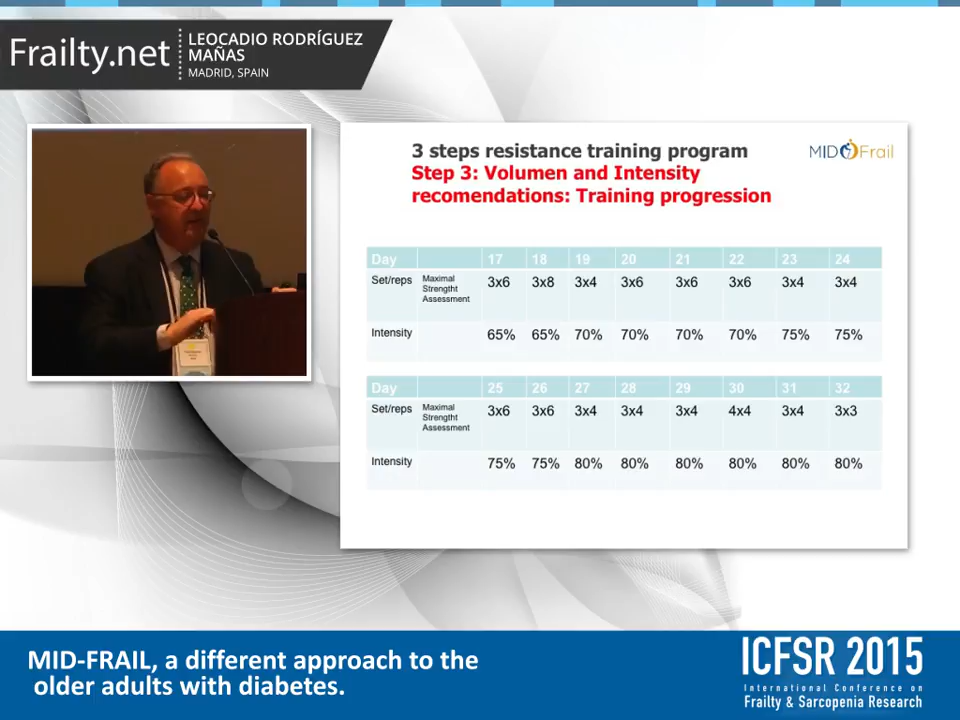 Frailty.net
LEOCADIO RODRÍGUEZ
MAÑAS
MADRID, SPAIN
3 steps resistance training program
Step 3: Volumen and Intensity
recomendations: Training progression
MID Frail
Day 17 18 19 20 21 22 23 24
Set/reps Maximal Strenght Assessment 3x6 3x8 3x4 3x6 3x6 3x6 3x4 3x4
Intensity 65% 65% 70% 70% 70% 70% 75% 75%
Day 25 26 27 28 29 30 31 32
Set/reps Maximal Strenght Assessment 3x6 3x6 3x4 3x4 3x4 4x4 3x4 3x3
Intensity 75% 75% 80% 80% 80% 80% 80% 80%
MID-FRAIL, a different approach to the
older adults with diabetes.
ICFSR 2015
International Conference on
Frailty & Sarcopenia Research